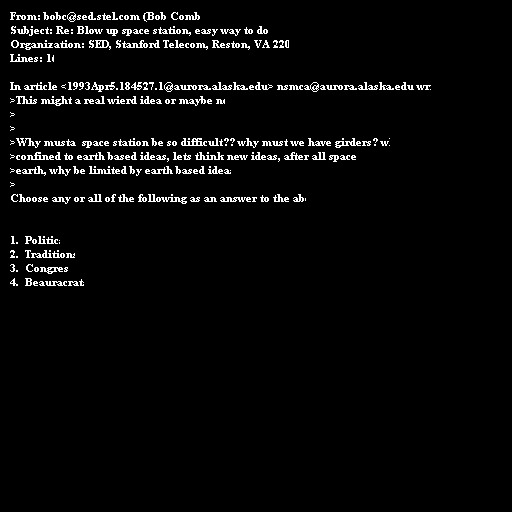 From: bobc@sed.stel.com (Bob Comb
Subject: Re: Blow up space station, easy way to do
Organization: SED, Stanford Telecom, Reston, VA 220
Lines: 16

In article <1993Apr5.184527.1@aurora.alaska.edu> nsmca@aurora.alaska.edu wr
>This might a real wierd idea or maybe no
>
>
>Why musta  space station be so difficult?? why must we have girders? w
>confined to earth based ideas, lets think new ideas, after all space
>earth, why be limited by earth based idea
>
Choose any or all of the following as an answer to the ab

1.  Politic
2.  Tradition
3.  Congres
4.  Beauracrat